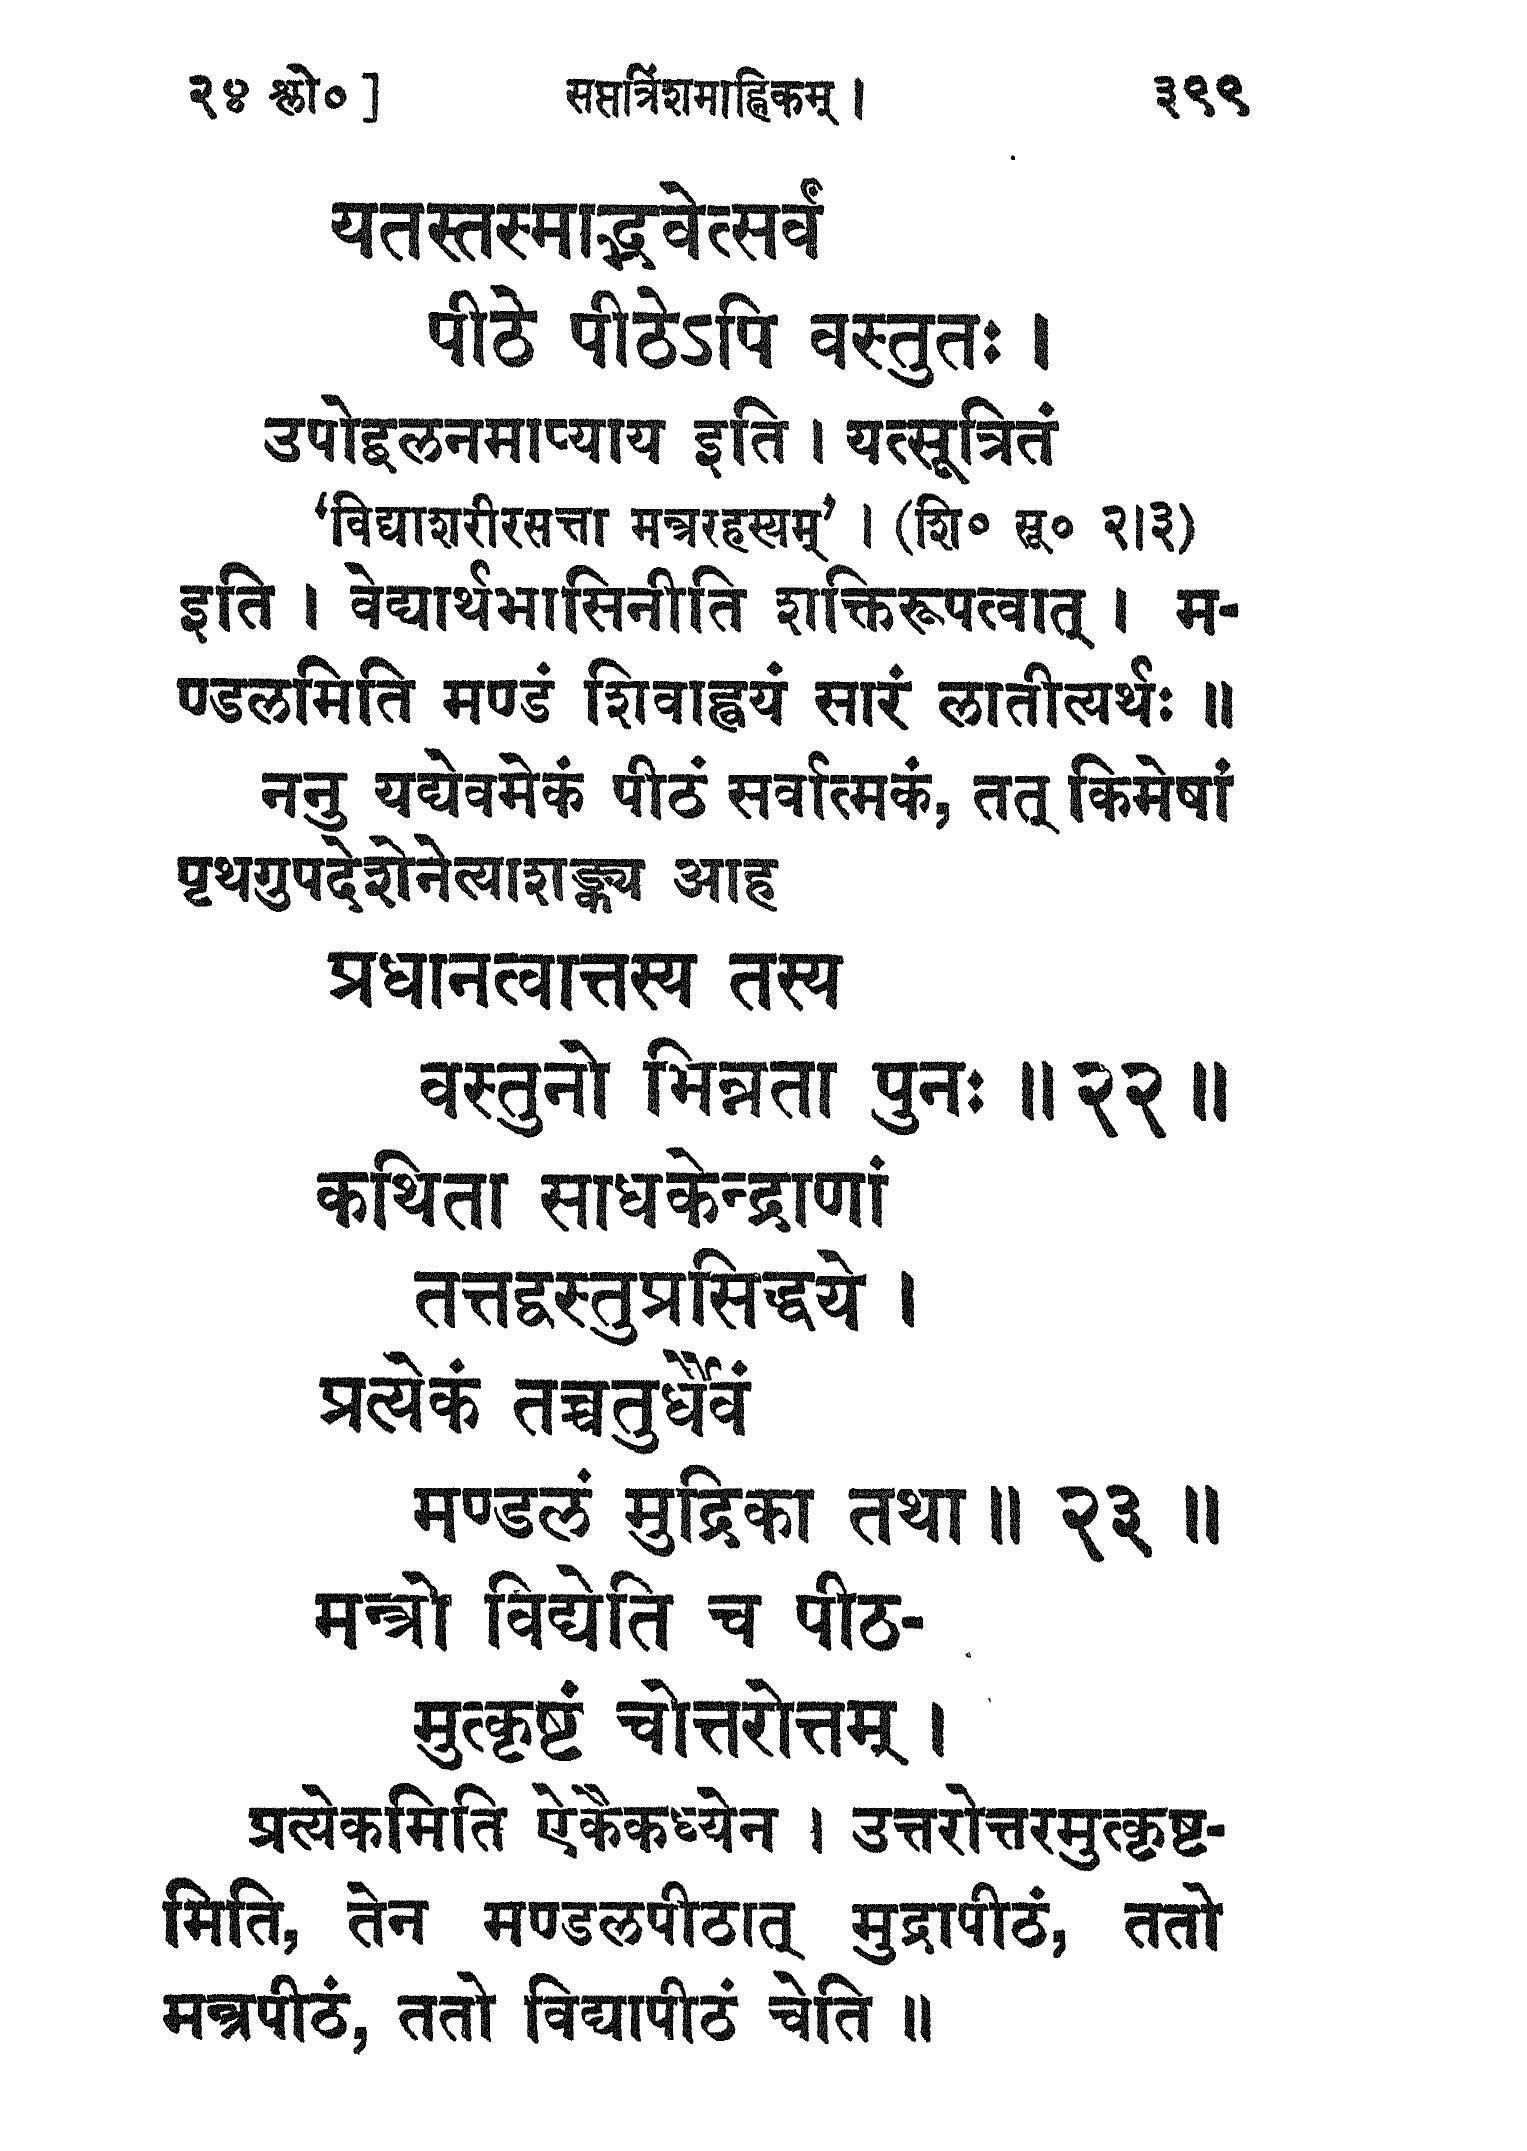 २४ श्लो० ] सप्तत्रिंशमाह्निकम् । ३९९
यतस्तस्माद्भवेत्सर्वं
पीठे पीठेऽपि वस्तुतः ।
उपोद्बलनमाप्याय इति । यत्सूत्रितं
‘विद्याशरीरसत्ता मन्त्ररहस्यम्’ । (शि० सू० २।३)
इति । वेद्यार्थभासिनीति शक्तिरूपत्वात् । म-
ण्डलमिति मण्डं शिवाह्वयं सारं लातीत्यर्थः ॥
ननु यद्येवमेकं पीठं सर्वात्मकं, तत् किमेषां
पृथगुपदेशेनेत्याशङ्क्य आह
प्रधानत्वात्तस्य तस्य
वस्तुनो भिन्नता पुनः ॥ २२ ॥
कथिता साधकेन्द्राणां
तत्तद्वस्तुप्रसिद्धये ।
प्रत्येकं तच्चतुर्धैवं
मण्डलं मुद्रिका तथा ॥ २३ ॥
मन्त्रो विद्येति च पीठ-
मुत्कृष्टं चोत्तरोत्तम् ।
प्रत्येकमिति ऐकैकध्येन । उत्तरोत्तरमुत्कृष्ट-
मिति, तेन मण्डलपीठात् मुद्रापीठं, ततो
मन्त्रपीठं, ततो विद्यापीठं चेति ॥